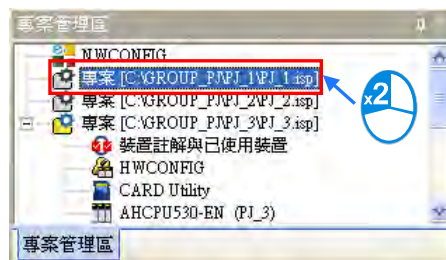 專案管理區
NWCONFIG
專案 [C:\GROUP_PJ\PJ_1\PJ_1.isp]
x2
專案 [C:\GROUP_PJ\PJ_2\PJ_2.isp]
專案 [C:\GROUP_PJ\PJ_3\PJ_3.isp]
裝置註解與已使用裝置
HWCONFIG
CARD Utility
AHCPU530-EN (PJ_3)
專案管理區